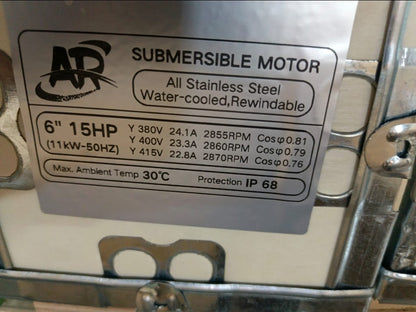 AR
SUBMERSIBLE MOTOR
All Stainless Steel
Water-cooled,Rewindable
6" 15HP
(11kW-50HZ)
Y 380V 24.1A 2855RPM Cosφ0.81
Y 400V 23.3A 2860RPM Cosφ0.79
Y 415V 22.8A 2870RPM Cosφ0.76
Max. Ambient Temp 30℃ Protection IP 68